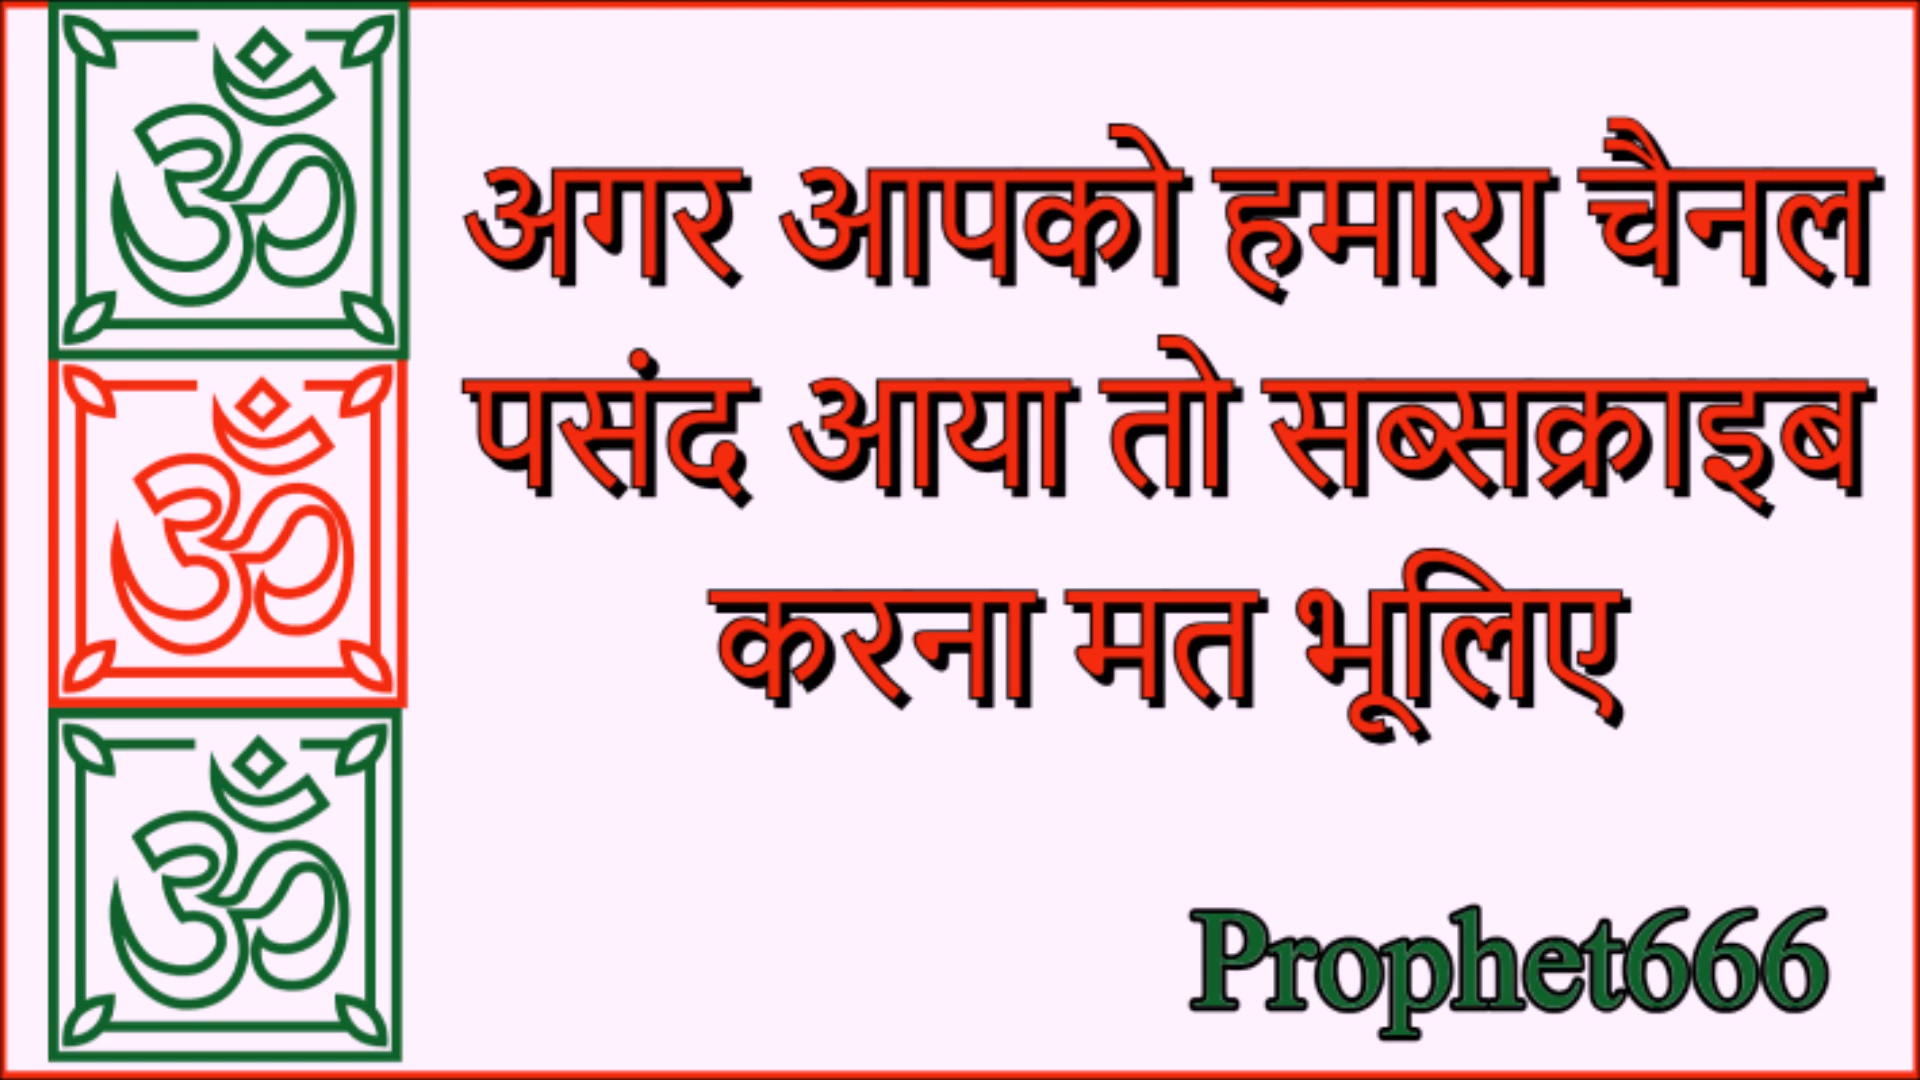 अगर आपको हमारा चैनल
पसंद आया तो सब्सक्राइब
करना मत भूलिए
Prophet666